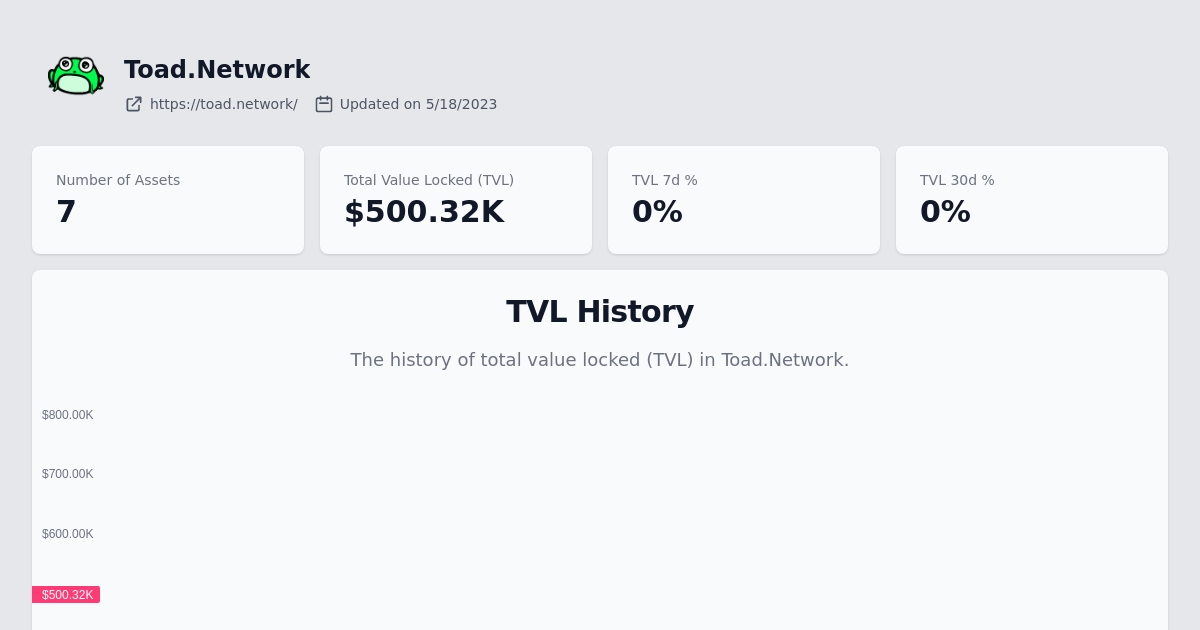 Toad.Network
https://toad.network/ Updated on 5/18/2023
Number of Assets
7
Total Value Locked (TVL)
$500.32K
TVL 7d %
0%
TVL 30d %
0%
TVL History
The history of total value locked (TVL) in Toad.Network.
$800.00K
$700.00K
$600.00K
$500.32K